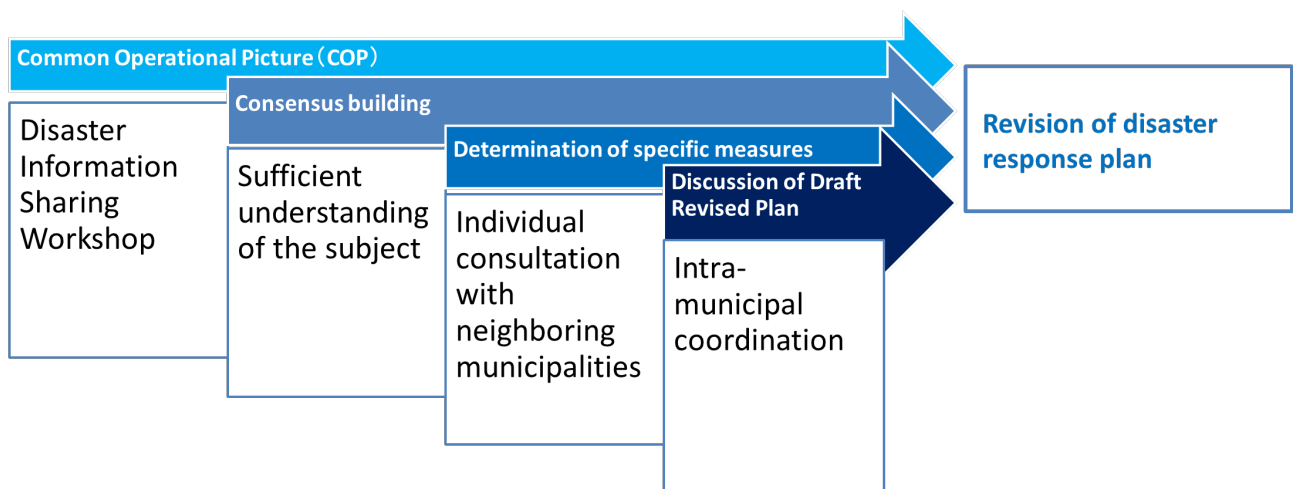 Common Operational Picture（COP）
Disaster
Information
Sharing
Workshop
Consensus building
Sufficient
understanding
of the subject
Determination of specific measures
Individual
consultation
with
neighboring
municipalities
Discussion of Draft
Revised Plan
Intra-
municipal
coordination
Revision of disaster
response plan